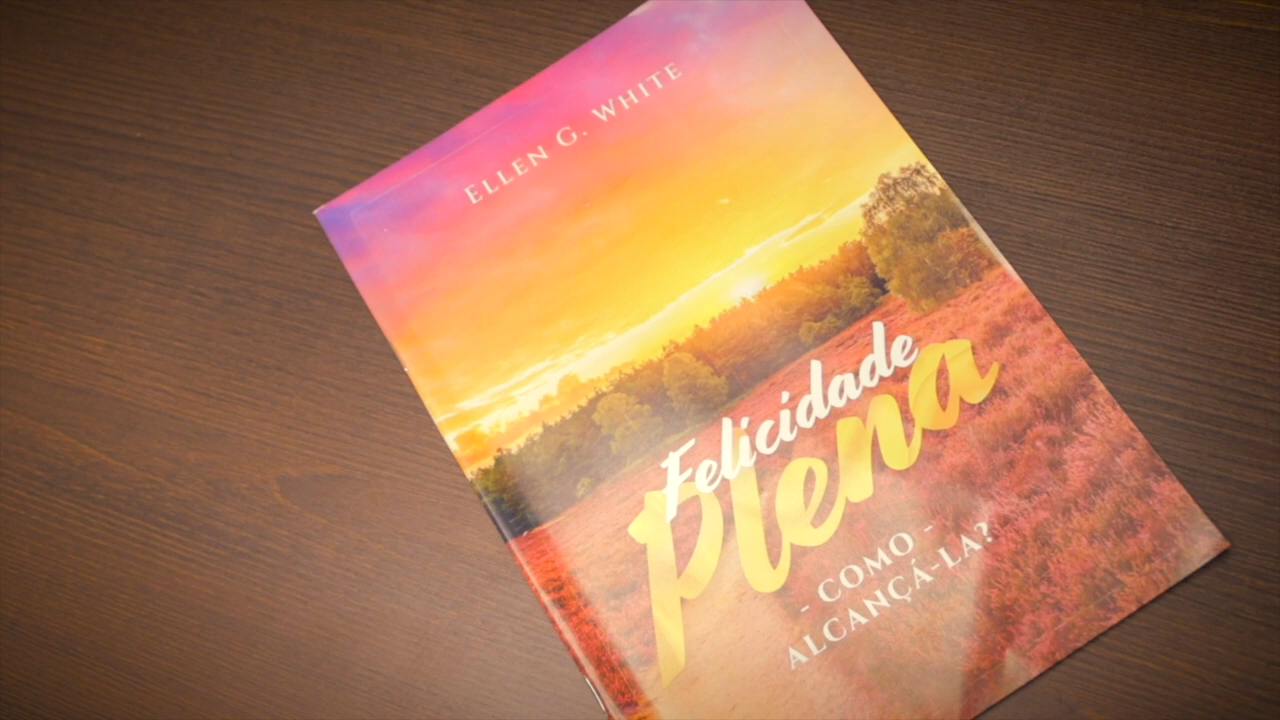 ELLEN G. WHITE
Felicidade
Plena
- COMO -
ALCANÇÁ-LA?